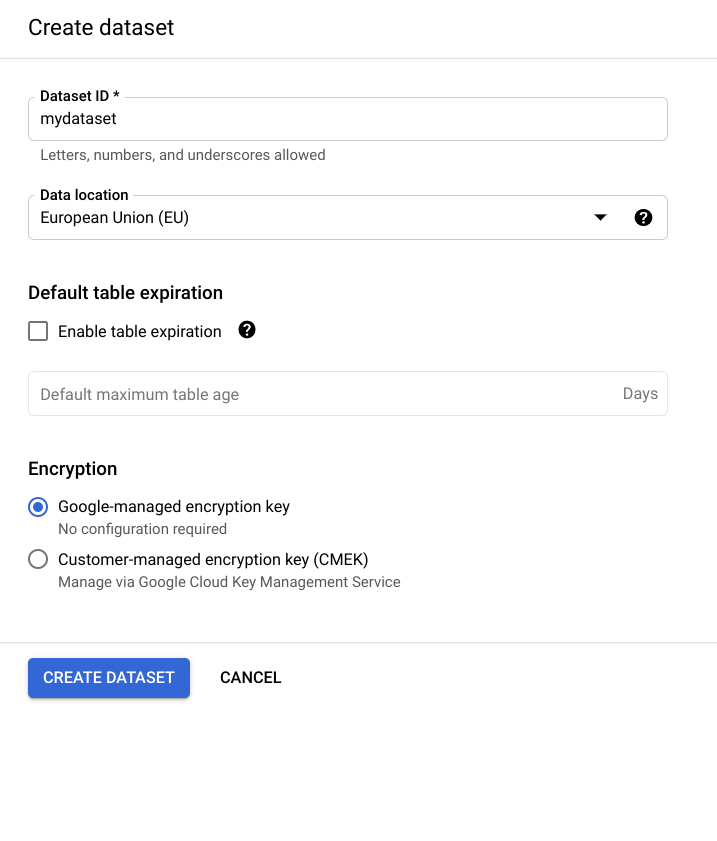 Create dataset
Dataset ID *
mydataset
Letters, numbers, and underscores allowed
Data location
European Union (EU)
?
Default table expiration
Enable table expiration ?
Default maximum table age Days
Encryption
Google-managed encryption key
No configuration required
Customer-managed encryption key (CMEK)
Manage via Google Cloud Key Management Service
CREATE DATASET CANCEL